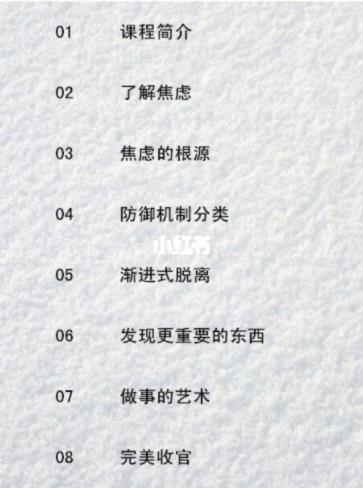 01 课程简介
02 了解焦虑
03 焦虑的根源
04 防御机制分类
小红书
05 渐进式脱离
06 发现更重要的东西
07 做事的艺术
08 完美收官